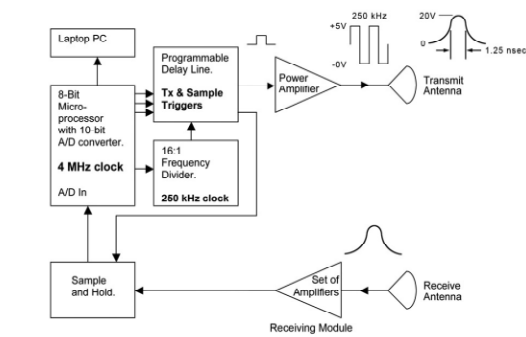 Laptop PC
8-Bit
Micro-
processor
with 10-bit
A/D converter.
4 MHz clock
A/D In
Programmable
Delay Line.
Tx & Sample
Triggers
16:1
Frequency
Divider.
250 kHz clock
Power
Amplifier
250 kHz
+5V
-0V
20V
0
1.25 nsec
Transmit
Antenna
Sample
and Hold.
Set of
Amplifiers
Receiving Module
Receive
Antenna